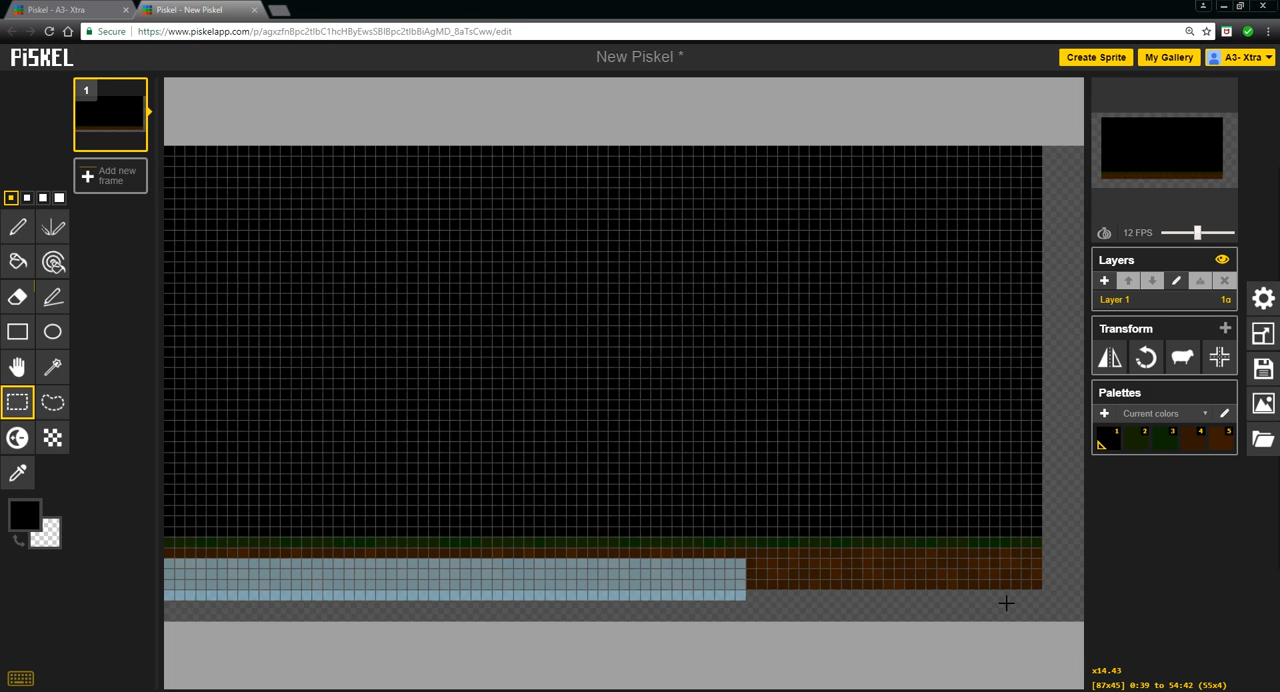 Piskel - A3- Xtra
Piskel - New Piskel
Secure
https://www.piskelapp.com/p/agxzfnBpc2tlbC1hcHByEwsSBlBpc2tlbBiAgMD_8aTsCww/edit
PiSKEL
New Piskel *
Create Sprite
My Gallery
A3- Xtra
1
Add new
frame
12 FPS
Layers
Layer 1
1α
Transform
Palettes
Current colors
1
2
3
4
5
x14.43
[87x45] 0:39 to 54:42 (55x4)